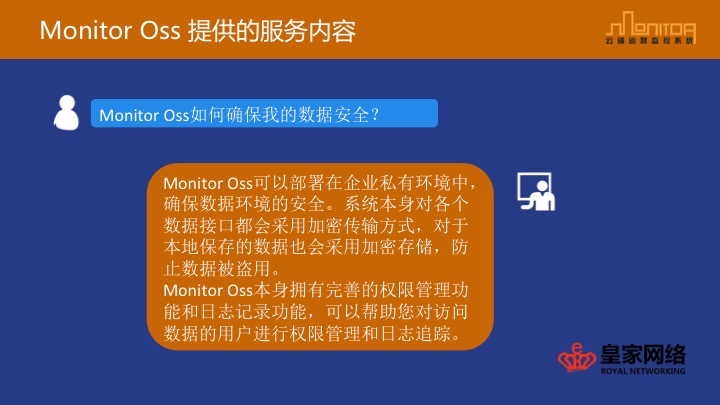 Monitor Oss 提供的服务内容
Monitor
云端运营监控系统
Monitor Oss如何确保我的数据安全？
Monitor Oss可以部署在企业私有环境中，
确保数据环境的安全。系统本身对各个
数据接口都会采用加密传输方式，对于
本地保存的数据也会采用加密存储，防
止数据被盗用。
Monitor Oss本身拥有完善的权限管理功
能和日志记录功能，可以帮助您对访问
数据的用户进行权限管理和日志追踪。
皇家网络
ROYAL NETWORKING